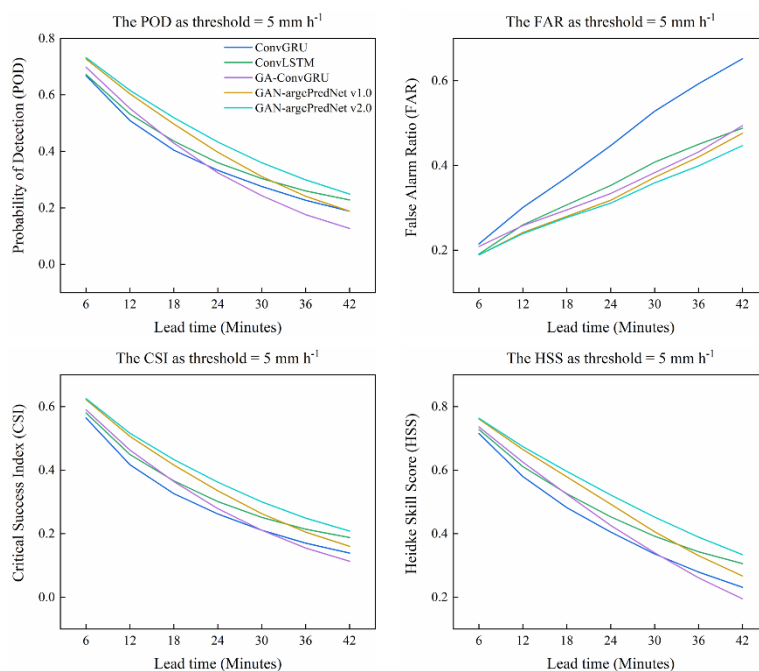 The POD as threshold = 5 mm h⁻¹
Probability of Detection (POD)
0.8
0.6
0.4
0.2
0.0
ConvGRU
ConvLSTM
GA-ConvGRU
GAN-argcPredNet v1.0
GAN-argcPredNet v2.0
6 12 18 24 30 36 42
Lead time (Minutes)
The FAR as threshold = 5 mm h⁻¹
False Alarm Ratio (FAR)
0.6
0.4
0.2
6 12 18 24 30 36 42
Lead time (Minutes)
The CSI as threshold = 5 mm h⁻¹
Critical Success Index (CSI)
0.6
0.4
0.2
0.0
6 12 18 24 30 36 42
Lead time (Minutes)
The HSS as threshold = 5 mm h⁻¹
Heidke Skill Score (HSS)
0.8
0.6
0.4
0.2
6 12 18 24 30 36 42
Lead time (Minutes)